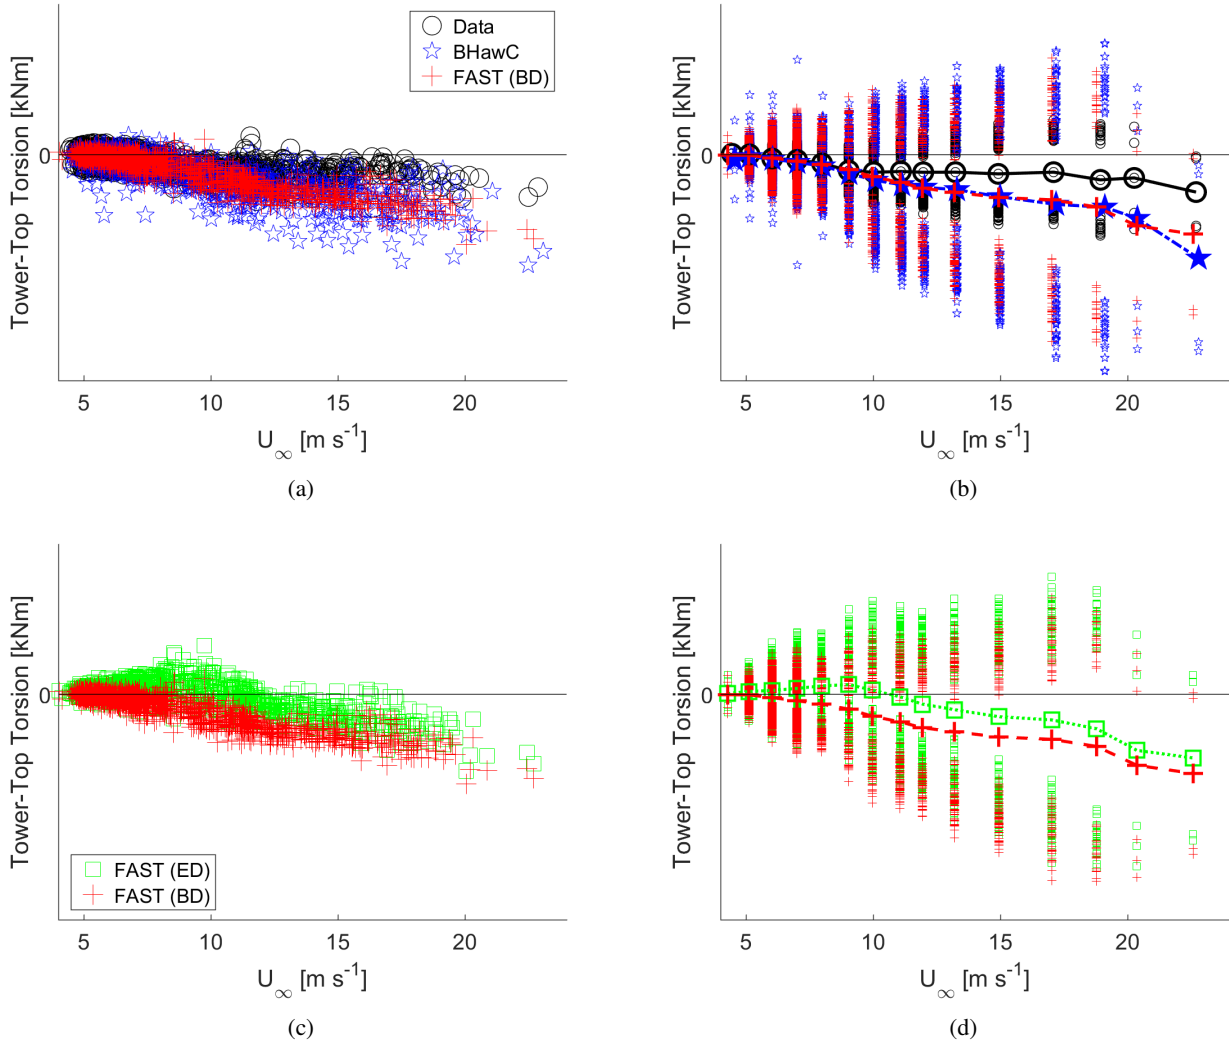 Data
BHawC
FAST (BD)
Tower-Top Torsion [kNm]
0
5
10
15
20
U∞ [m s-1]
(a)
Tower-Top Torsion [kNm]
0
5
10
15
20
U∞ [m s-1]
(b)
Tower-Top Torsion [kNm]
0
FAST (ED)
FAST (BD)
5
10
15
20
U∞ [m s-1]
(c)
Tower-Top Torsion [kNm]
0
5
10
15
20
U∞ [m s-1]
(d)